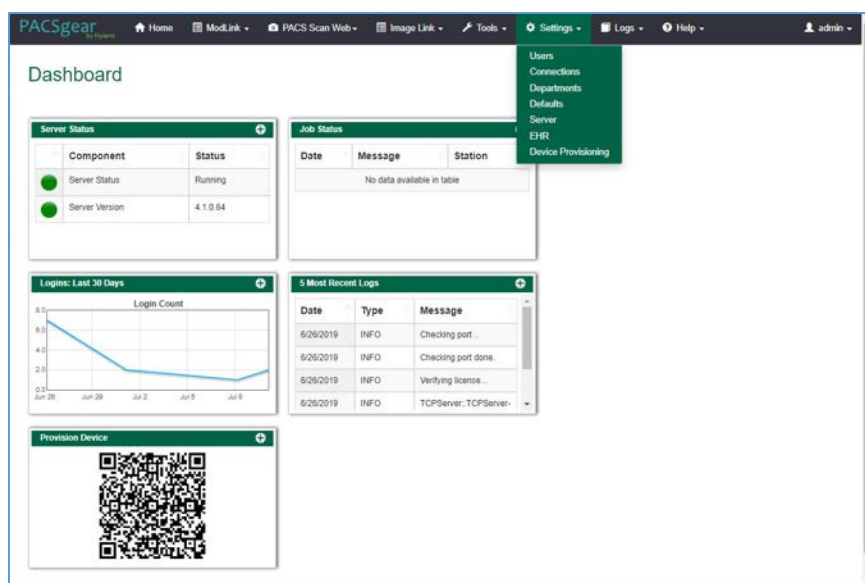 PACSgear
by Hyland
Home
ModLink
PACS Scan Web
Image Link
Tools
Settings
Logs
Help
admin
Users
Connections
Departments
Defaults
Server
EHR
Device Provisioning
Dashboard
Server Status
Component Status
Server Status Running
Server Version 4.1.0.64
Job Status
Date Message Station
No data available in table
Logins: Last 30 Days
Login Count
8.0
6.0
4.0
2.0
0.0
Jun 29 Jul 2 Jul 5
5 Most Recent Logs
Date Type Message
6/26/2019 INFO Checking port ..
6/26/2019 INFO Checking port done.
6/26/2019 INFO Verifying license...
6/26/2019 INFO TCPServer::TCPServer-
Provision Device